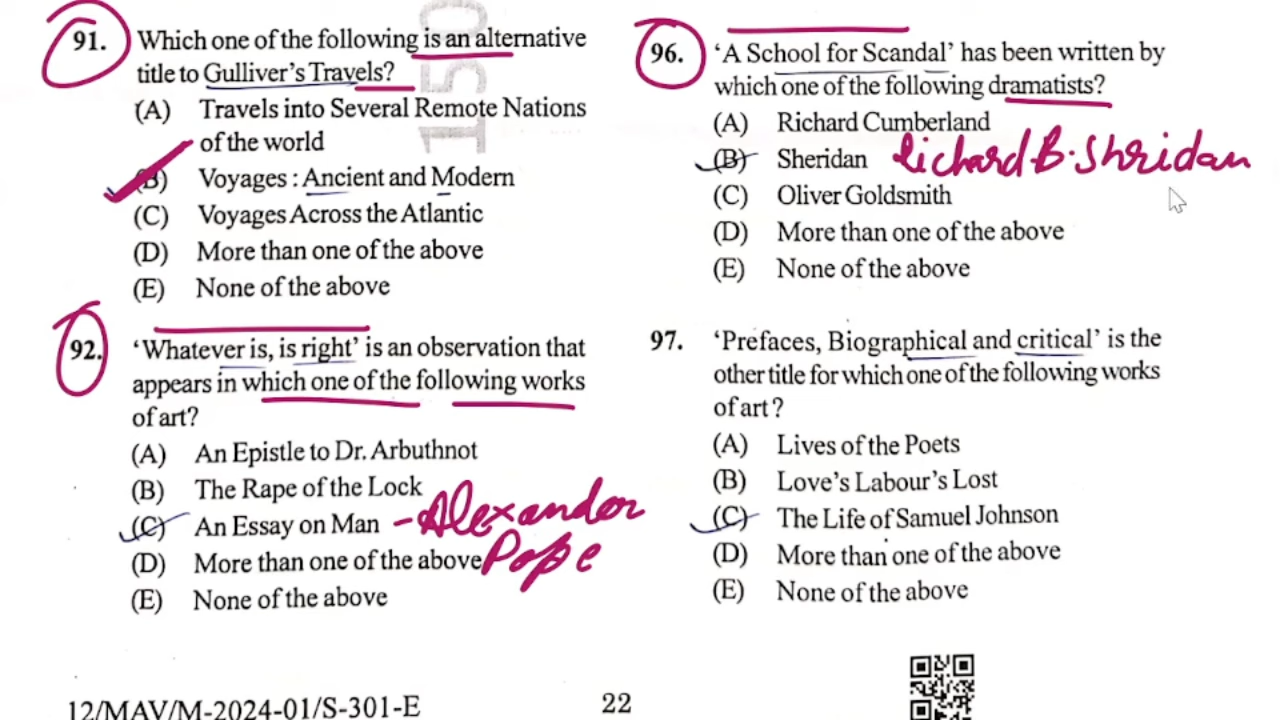 91. Which one of the following is an alternative
title to Gulliver's Travels?
(A) Travels into Several Remote Nations
of the world
(B) Voyages : Ancient and Modern
(C) Voyages Across the Atlantic
(D) More than one of the above
(E) None of the above
92. 'Whatever is, is right' is an observation that
appears in which one of the following works
of art?
(A) An Epistle to Dr. Arbuthnot
(B) The Rape of the Lock
(C) An Essay on Man - Alexander
Pope
(D) More than one of the above
(E) None of the above
150
96. 'A School for Scandal' has been written by
which one of the following dramatists?
(A) Richard Cumberland
(B) Sheridan Richard B. Shridan
(C) Oliver Goldsmith
(D) More than one of the above
(E) None of the above
97. 'Prefaces, Biographical and critical' is the
other title for which one of the following works
of art?
(A) Lives of the Poets
(B) Love's Labour's Lost
(C) The Life of Samuel Johnson
(D) More than one of the above
(E) None of the above
12/MAV/M-2024-01/S-301-E
22